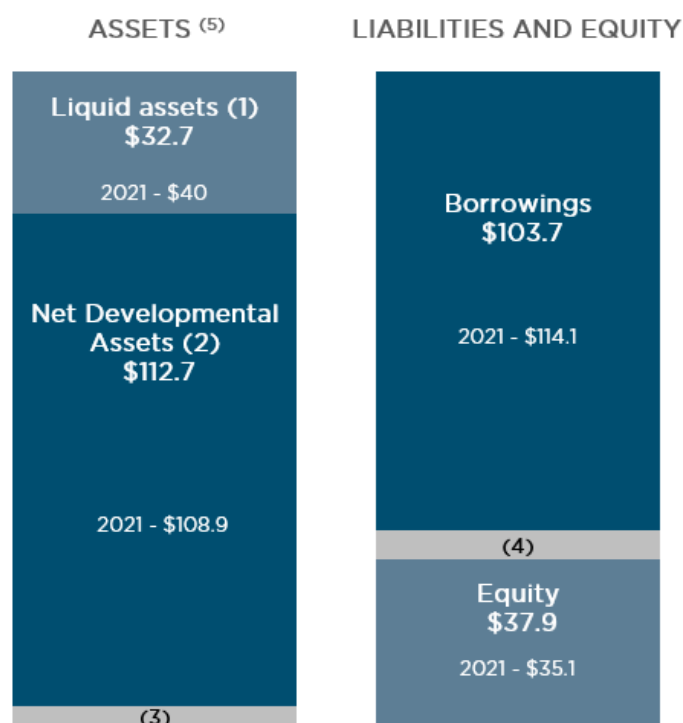 ASSETS (5)
Liquid assets (1)
$32.7
2021 - $40
Net Developmental
Assets (2)
$112.7
2021 - $108.9
(3)
LIABILITIES AND EQUITY
Borrowings
$103.7
2021 - $114.1
(4)
Equity
$37.9
2021 - $35.1